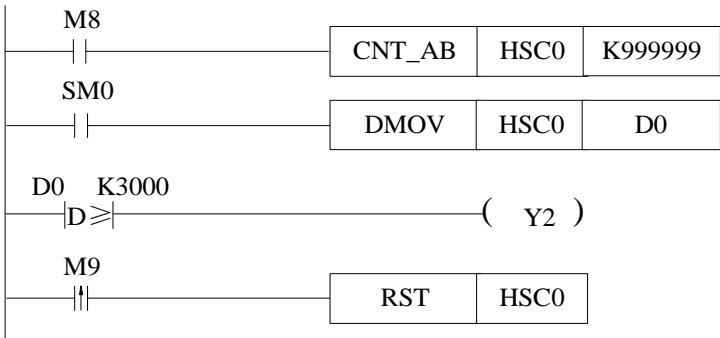 M8
CNT_AB HSC0 K999999
SM0
DMOV HSC0 D0
D0 K3000
D≥ ( Y2 )
M9
RST HSC0